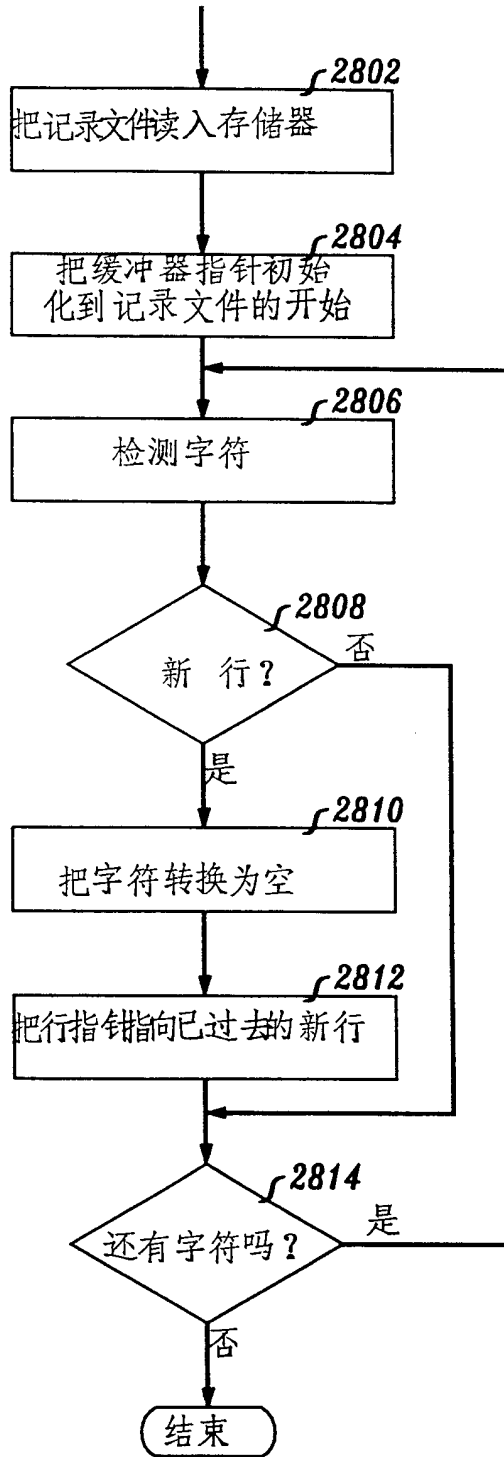 2802
把记录文件读入存储器
2804
把缓冲器指针初始
化到记录文件的开始
2806
检测字符
2808
新 行?
否
是
2810
把字符转换为空
2812
把行指针指向已过去的新行
2814
还有字符吗?
是
否
结束